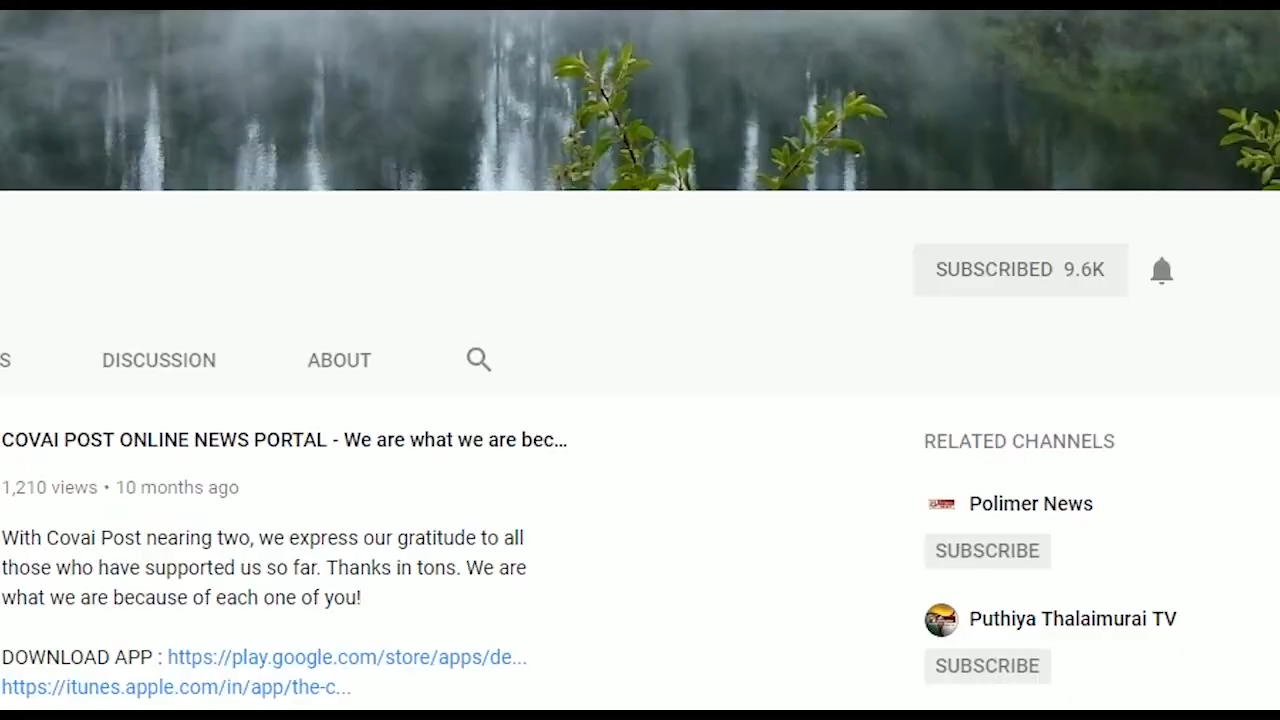 SUBSCRIBED 9.6K
S DISCUSSION ABOUT
COVAI POST ONLINE NEWS PORTAL - We are what we are bec...
1,210 views • 10 months ago
With Covai Post nearing two, we express our gratitude to all
those who have supported us so far. Thanks in tons. We are
what we are because of each one of you!
DOWNLOAD APP : https://play.google.com/store/apps/de...
https://itunes.apple.com/in/app/the-c...
RELATED CHANNELS
Polimer News
SUBSCRIBE
Puthiya Thalaimurai TV
SUBSCRIBE